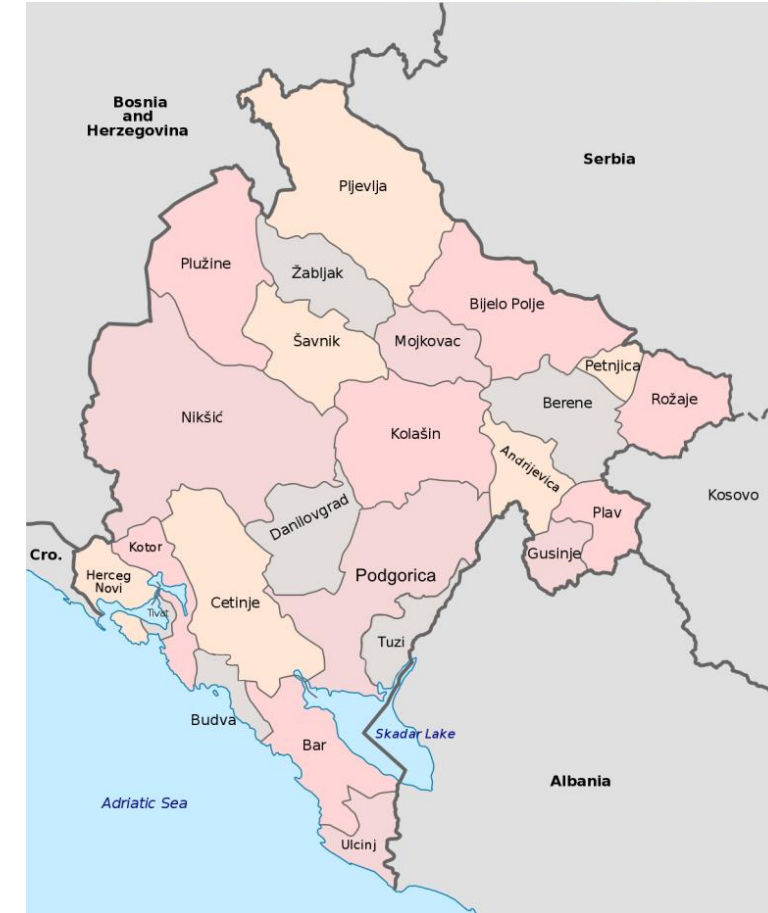 Bosnia
and
Herzegovina
Serbia
Pljevlja
Plužine
Žabljak
Bijelo Polje
Šavnik
Mojkovac
Petnjica
Rožaje
Berene
Nikšić
Kolašin
Andrijevica
Kosovo
Danilovgrad
Plav
Cro.
Kotor
Gusinje
Herceg
Novi
Podgorica
Tivat
Cetinje
Tuzi
Budva
Skadar Lake
Bar
Albania
Adriatic Sea
Ulcinj